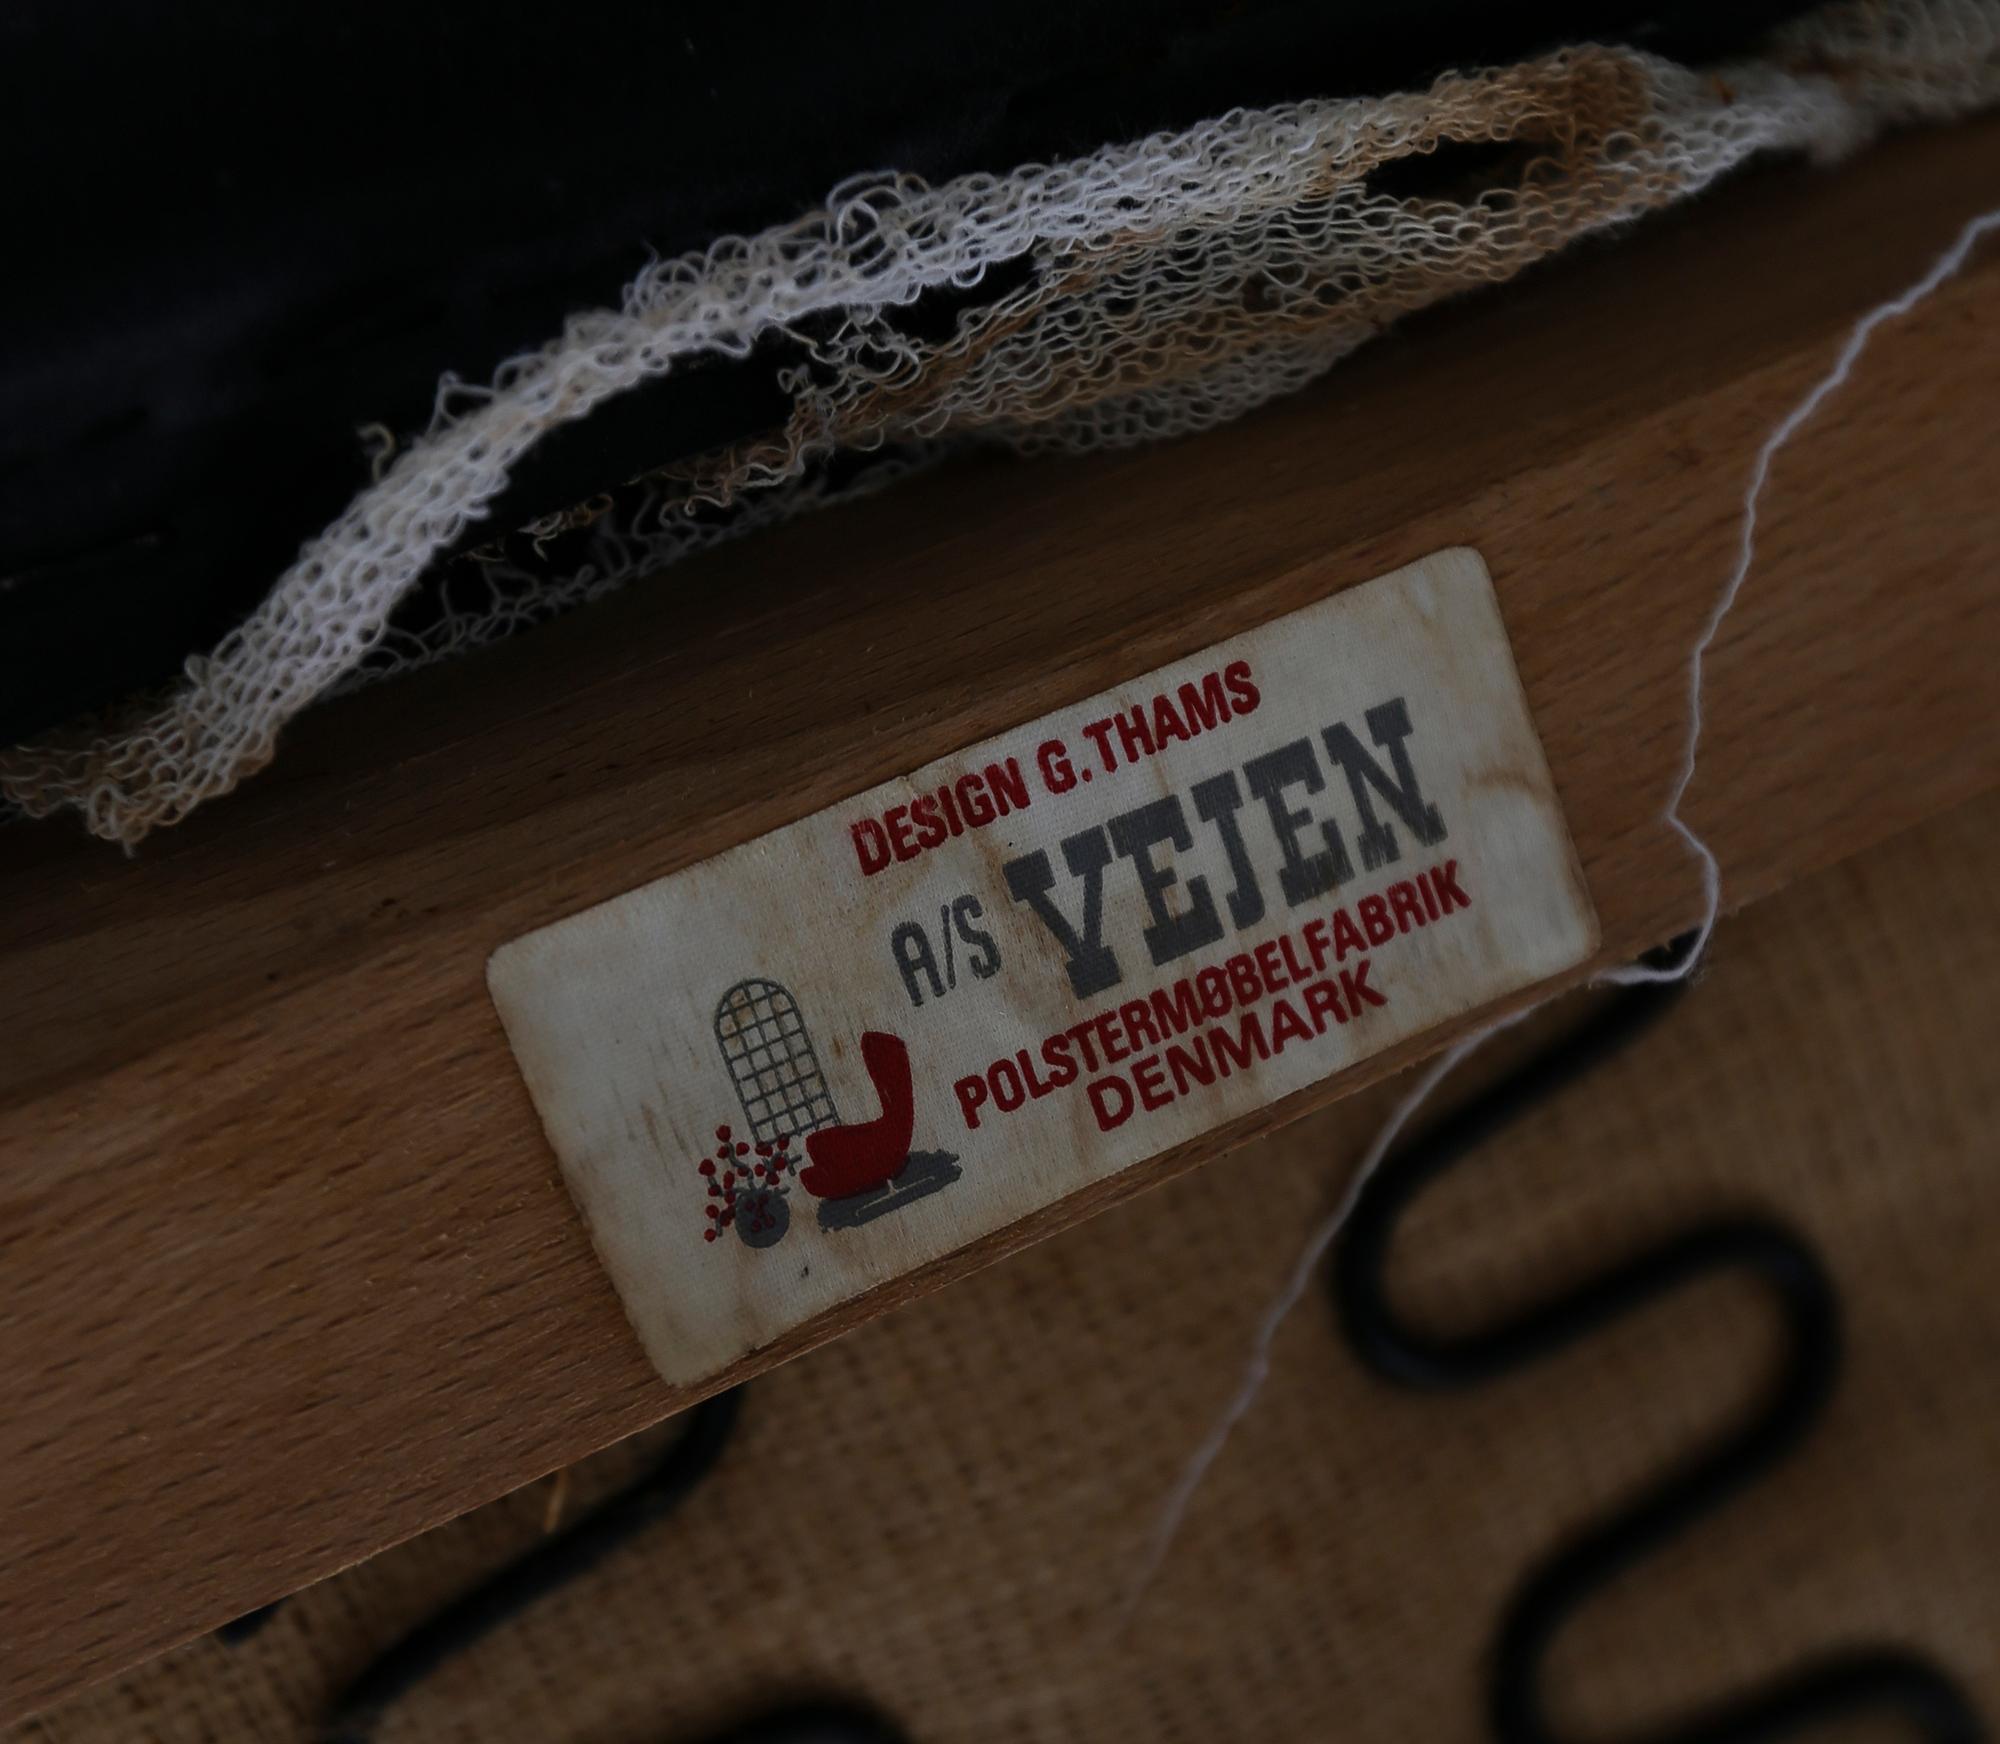 DESIGN G. THAMS
A/S VEJEN
POLSTERMØBELFABRIK
DENMARK